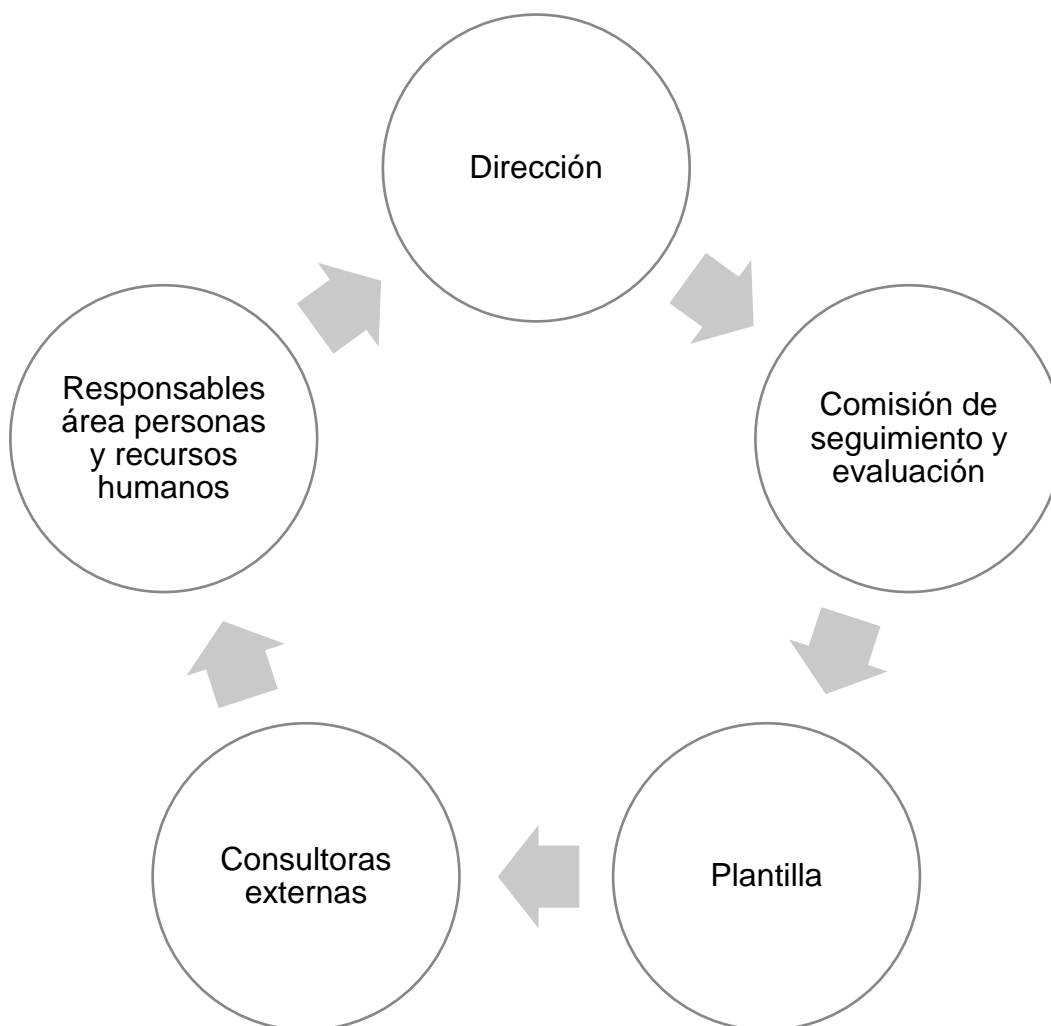 Dirección
Comisión de
seguimiento y
evaluación
Plantilla
Consultoras
externas
Responsables
área personas
y recursos
humanos